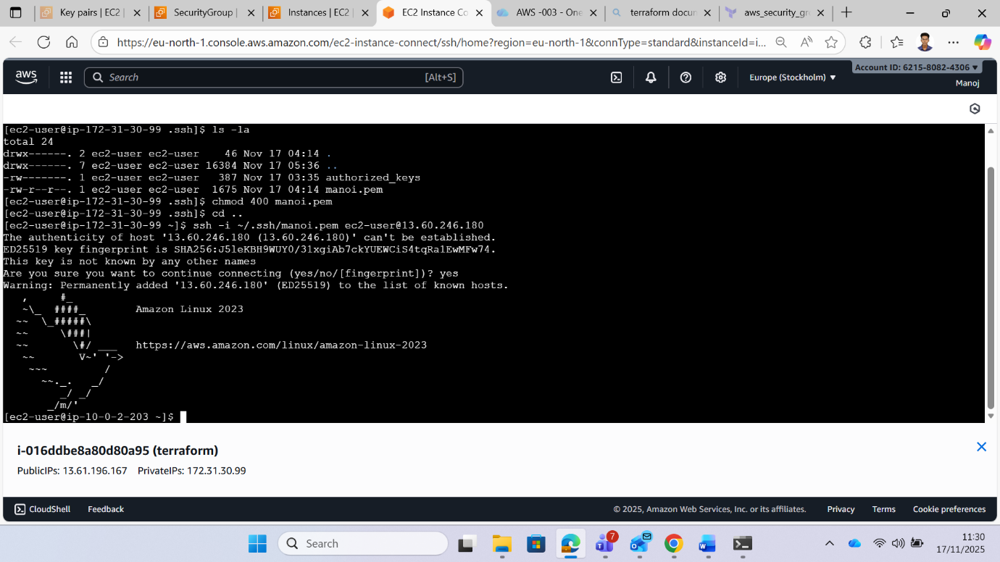 Key pairs | EC2 |
SecurityGroup |
Instances | EC2 |
EC2 Instance Co
AWS -003 - One
terraform docum
aws_security_gr
https://eu-north-1.console.aws.amazon.com/ec2-instance-connect/ssh/home?region=eu-north-1&connType=standard&instanceId=i...
aws
Search
[Alt+S]
Europe (Stockholm) ▼
Account ID: 6215-8082-4306 ▼
Manoj
[ec2-user@ip-172-31-30-99 .ssh]$ ls -la
total 24
drwx------. 2 ec2-user ec2-user    46 Nov 17 04:14 .
drwx------. 7 ec2-user ec2-user 16384 Nov 17 05:36 ..
-rw-------. 1 ec2-user ec2-user   387 Nov 17 03:35 authorized_keys
-rw-r--r--. 1 ec2-user ec2-user  1675 Nov 17 04:14 manoi.pem
[ec2-user@ip-172-31-30-99 .ssh]$ chmod 400 manoi.pem
[ec2-user@ip-172-31-30-99 .ssh]$ cd ..
[ec2-user@ip-172-31-30-99 ~]$ ssh -i ~/.ssh/manoi.pem ec2-user@13.60.246.180
The authenticity of host '13.60.246.180 (13.60.246.180)' can't be established.
ED25519 key fingerprint is SHA256:J5leKBH9WUY0/31xgiAb7ckYUEWCiS4tqRa1EwMFw74.
This key is not known by any other names
Are you sure you want to continue connecting (yes/no/[fingerprint])? yes
Warning: Permanently added '13.60.246.180' (ED25519) to the list of known hosts.
   ,     #_
   ~\_  ####_        Amazon Linux 2023
  ~~  \_#####\
  ~~     \###|
  ~~       \#/ ___   https://aws.amazon.com/linux/amazon-linux-2023
   ~~       V~' '->
    ~~~         /
      ~~._.   _/
         _/ _/
       _/m/'
[ec2-user@ip-10-0-2-203 ~]$
i-016ddbe8a80d80a95 (terraform)
PublicIPs: 13.61.196.167    PrivateIPs: 172.31.30.99
CloudShell
Feedback
© 2025, Amazon Web Services, Inc. or its affiliates.
Privacy
Terms
Cookie preferences
Search
7
11:30
17/11/2025